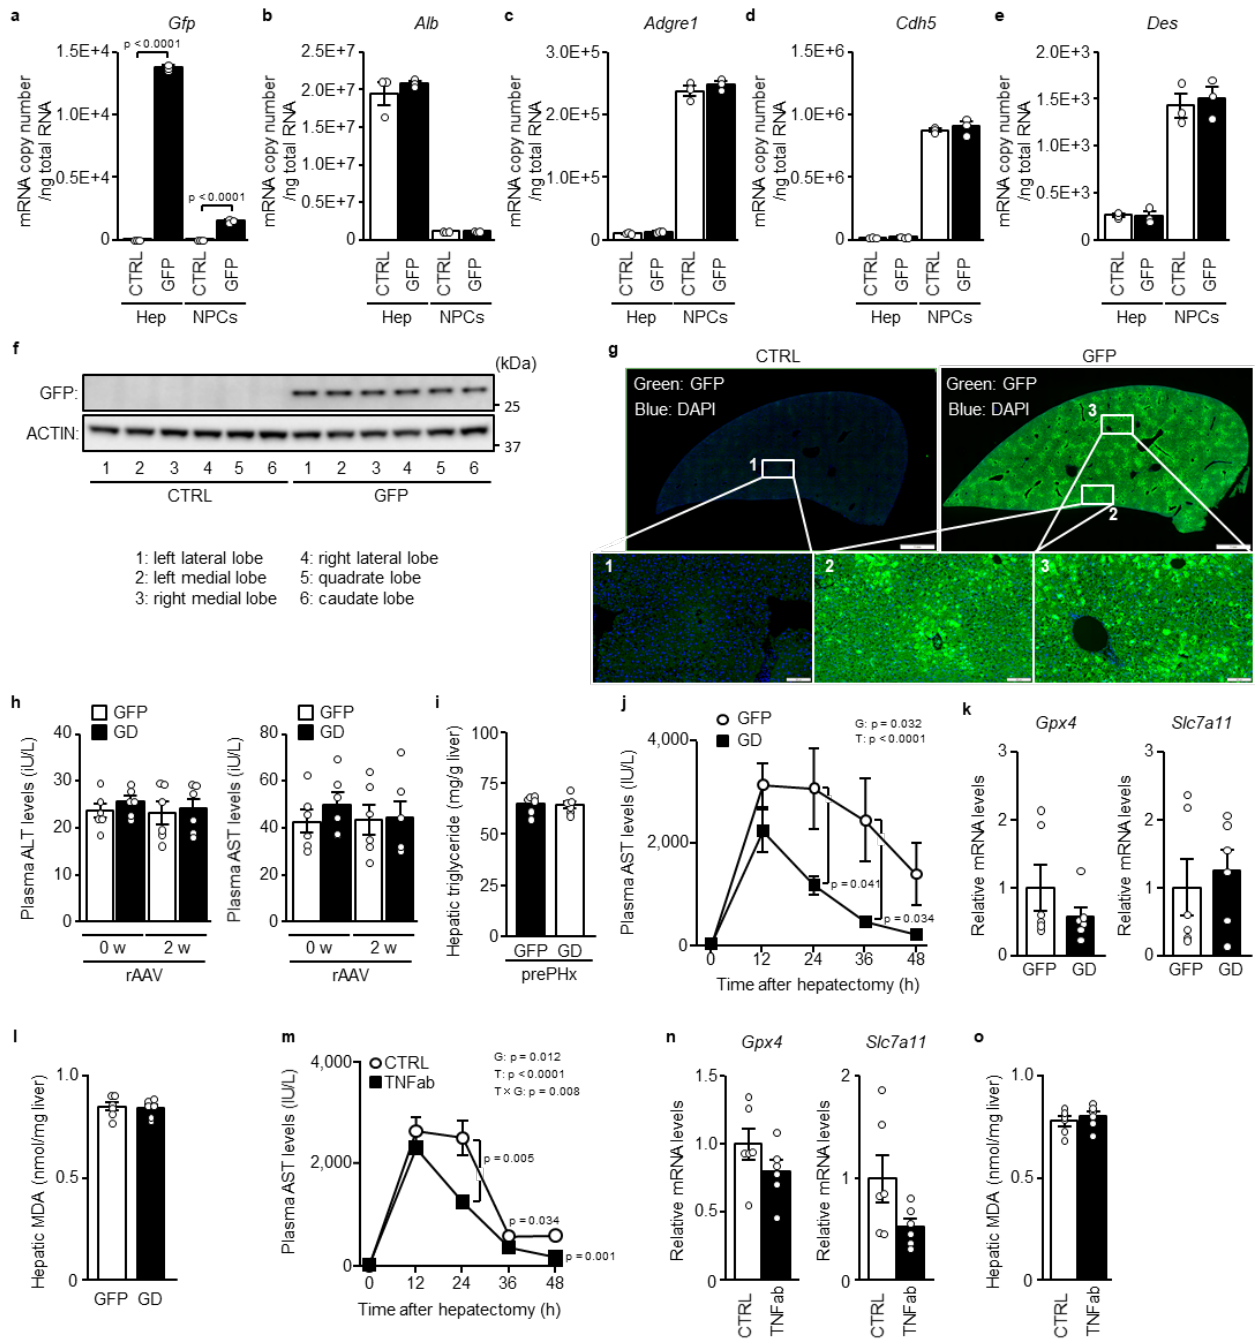 a
Gfp
mRNA copy number
/ng total RNA
1.5E+4
1.0E+4
0.5E+4
0
p < 0.0001
p < 0.0001
CTRL
GFP
CTRL
GFP
Hep
NPCs
b
Alb
mRNA copy number
/ng total RNA
2.5E+7
2.0E+7
1.5E+7
1.0E+7
0.5E+7
0
CTRL
GFP
CTRL
GFP
Hep
NPCs
c
Adgre1
mRNA copy number
/ng total RNA
3.0E+5
2.0E+5
1.0E+5
0
CTRL
GFP
CTRL
GFP
Hep
NPCs
d
Cdh5
mRNA copy number
/ng total RNA
1.5E+6
1.0E+6
0.5E+6
0
CTRL
GFP
CTRL
GFP
Hep
NPCs
e
Des
mRNA copy number
/ng total RNA
2.0E+3
1.5E+3
1.0E+3
0.5E+3
0
CTRL
GFP
CTRL
GFP
Hep
NPCs
f
(kDa)
GFP:
25
ACTIN:
37
1 2 3 4 5 6 1 2 3 4 5 6
CTRL
GFP
1: left lateral lobe
2: left medial lobe
3: right medial lobe
4: right lateral lobe
5: quadrate lobe
6: caudate lobe
g
CTRL
GFP
Green: GFP
Blue: DAPI
1
Green: GFP
Blue: DAPI
3
2
1
2
3
h
GFP
GD
Plasma ALT levels (iU/L)
40
30
20
10
0
0 w
2 w
rAAV
GFP
GD
Plasma AST levels (iU/L)
80
60
40
20
0
0 w
2 w
rAAV
i
Hepatic triglyceride (mg/g liver)
100
75
50
25
0
GFP
GD
prePHx
j
GFP
GD
G: p = 0.032
T: p < 0.0001
Plasma AST levels (IU/L)
4,000
2,000
0
p = 0.041
p = 0.034
0 12 24 36 48
Time after hepatectomy (h)
k
Gpx4
Relative mRNA levels
3
2
1
0
GFP
GD
Slc7a11
Relative mRNA levels
3
2
1
0
GFP
GD
l
Hepatic MDA (nmol/mg liver)
1.0
0.5
0
GFP
GD
m
CTRL
TNFab
G: p = 0.012
T: p < 0.0001
T×G: p = 0.008
Plasma AST levels (IU/L)
4,000
2,000
0
p = 0.005
p = 0.034
p = 0.001
0 12 24 36 48
Time after hepatectomy (h)
n
Gpx4
Relative mRNA levels
1.5
1.0
0.5
0
CTRL
TNFab
Slc7a11
Relative mRNA levels
2
1
0
CTRL
TNFab
o
Hepatic MDA (nmol/mg liver)
1.0
0.5
0
CTRL
TNFab